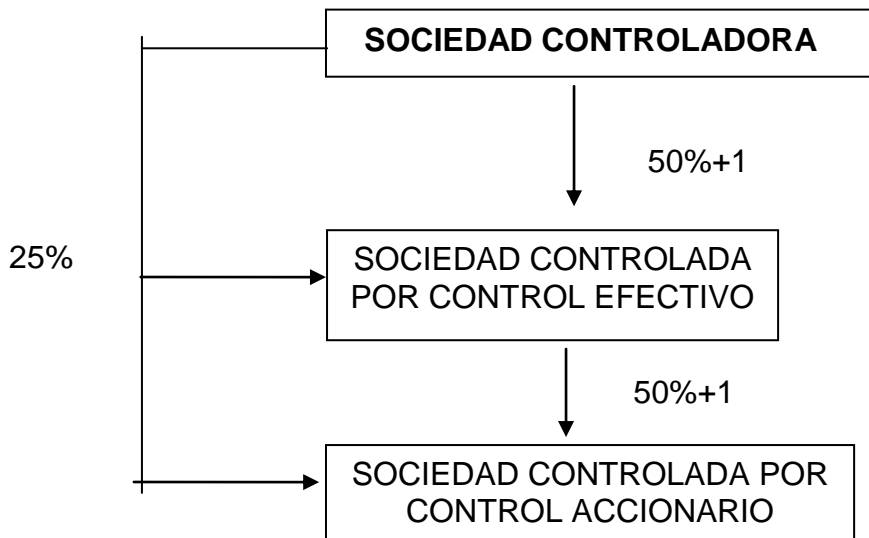 SOCIEDAD CONTROLADORA
50%+1
25%
SOCIEDAD CONTROLADA
POR CONTROL EFECTIVO
50%+1
SOCIEDAD CONTROLADA POR
CONTROL ACCIONARIO